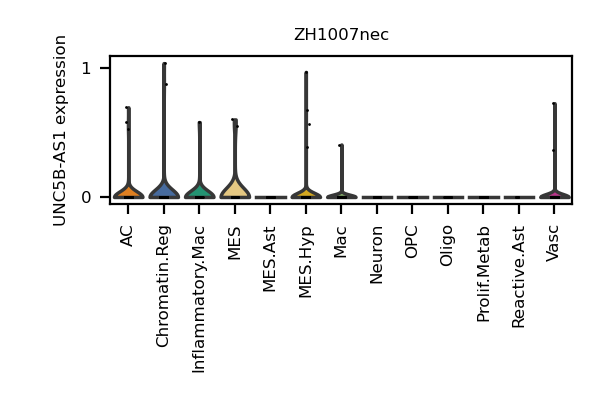 ZH1007nec
UNC5B-AS1 expression
1
0
AC
Chromatin.Reg
Inflammatory.Mac
MES
MES.Ast
MES.Hyp
Mac
Neuron
OPC
Oligo
Prolif.Metab
Reactive.Ast
Vasc